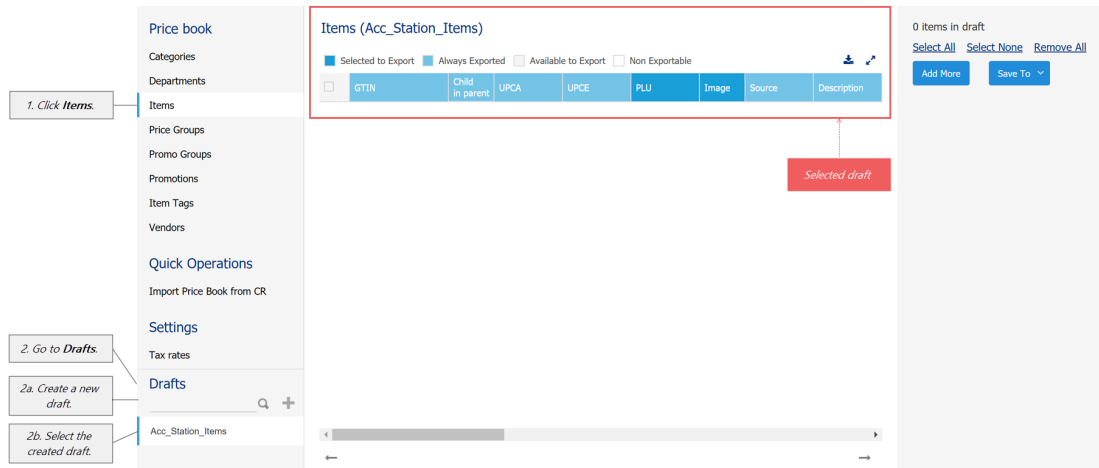 Price book
Categories
Departments
Items
Price Groups
Promo Groups
Promotions
Item Tags
Vendors
Quick Operations
Import Price Book from CR
Settings
Tax rates
Drafts
Acc_Station_Items
1. Click Items.
2. Go to Drafts.
2a. Create a new
draft.
2b. Select the
created draft.
Items (Acc_Station_Items)
Selected to Export Always Exported Available to Export Non Exportable
GTIN Child in parent UPCA UPCE PLU Image Source Description
Selected draft
0 items in draft
Select All Select None Remove All
Add More Save To